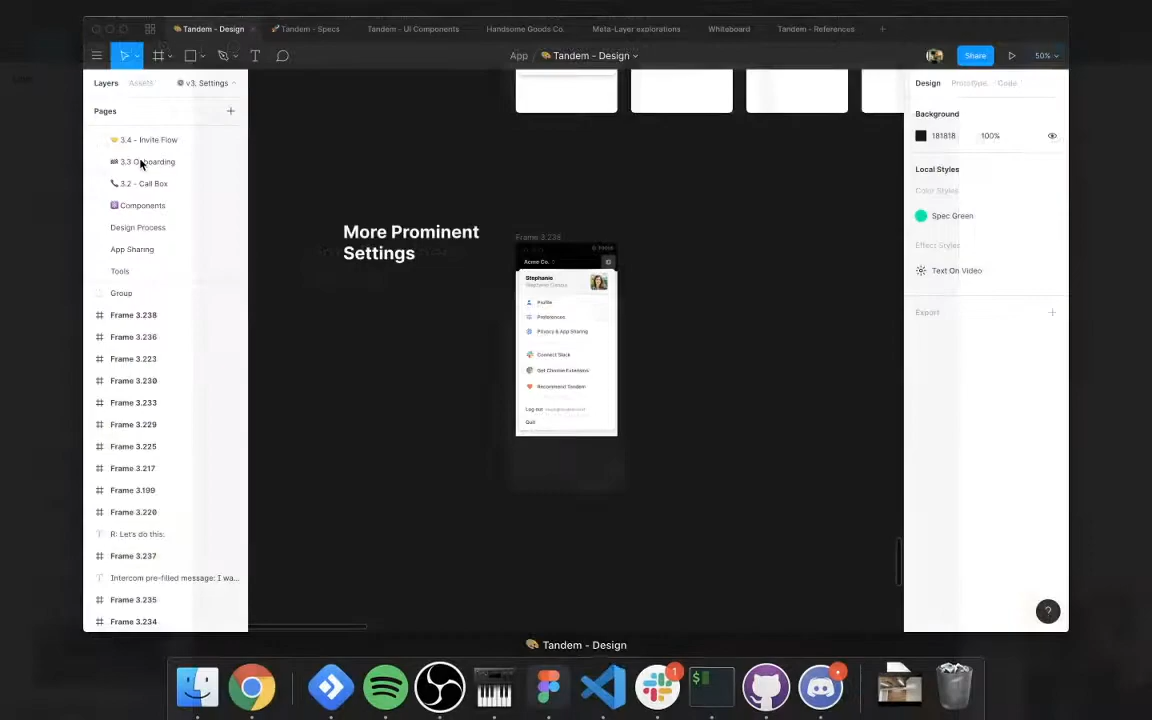 Tandem - Design
Tandem - Specs
Tandem - UI Components
Handsome Goods Co.
Meta-Layer explorations
Whiteboard
Tandem - References
App / Tandem - Design
Share
50%
Layers
Assets
v3. Settings
Pages
3.4 - Invite Flow
3.3 Onboarding
3.2 - Call Box
Components
Design Process
App Sharing
Tools
Group
Frame 3.238
Frame 3.236
Frame 3.223
Frame 3.230
Frame 3.233
Frame 3.229
Frame 3.225
Frame 3.217
Frame 3.199
Frame 3.220
R: Let's do this:
Frame 3.237
Intercom pre-filled message: I wa...
Frame 3.235
Frame 3.234
More Prominent
Settings
Frame 3.238
Acme Co.
Stephanie
Profile
Preferences
Privacy & App Sharing
Connect Slack
Get Chrome Extensions
Recommend Tandem
Log out
Quit
Design
Prototype
Code
Background
181818
100%
Local Styles
Color Styles
Spec Green
Effect Styles
Text On Video
Export
?
Tandem - Design
1
$